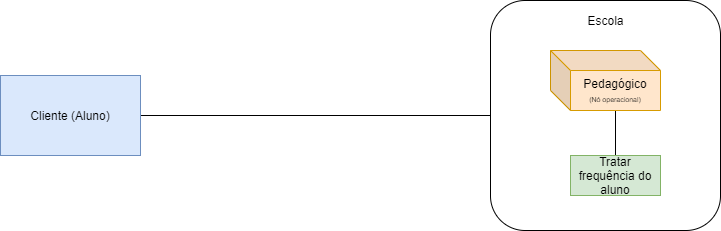 Escola
Pedagógico
(Nó operacional)
Cliente (Aluno)
Tratar
frequência do
aluno